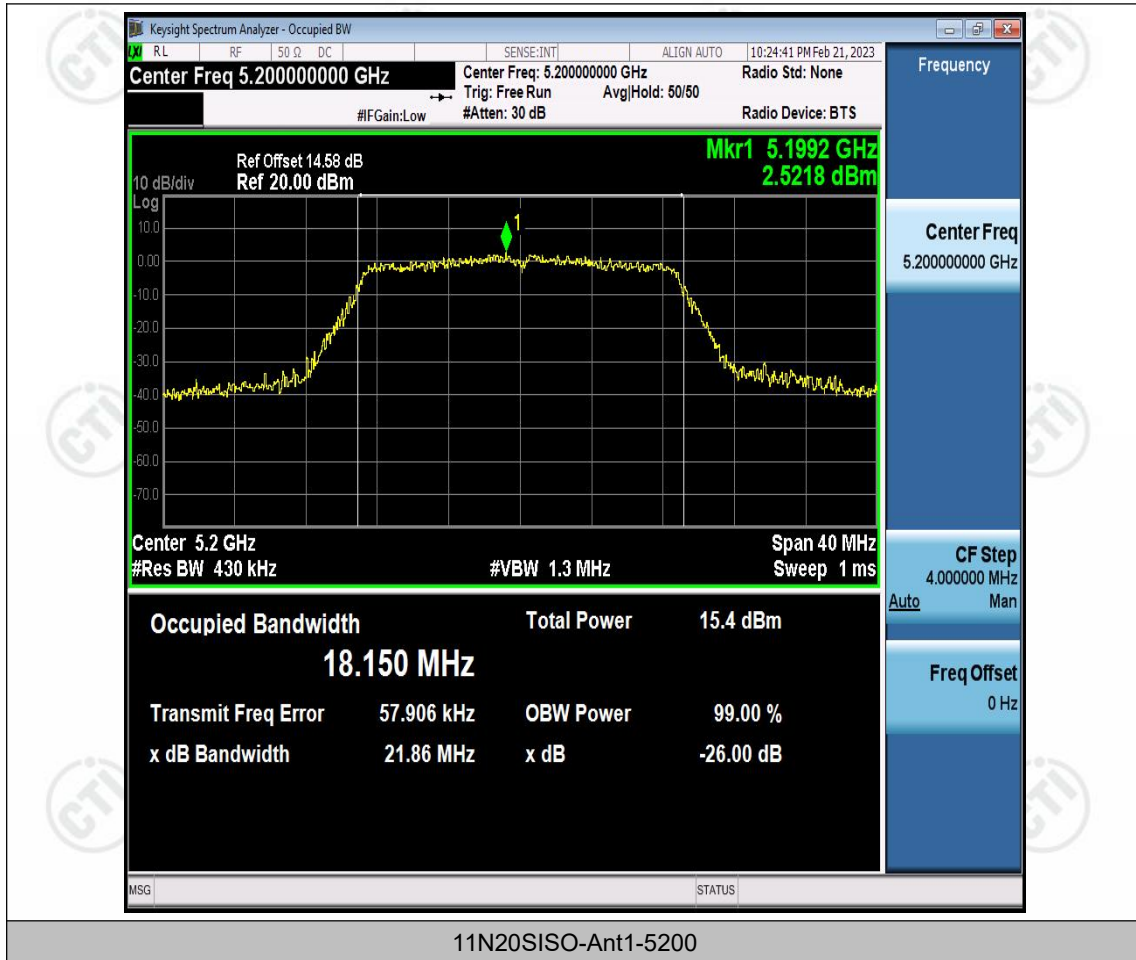 Keysight Spectrum Analyzer - Occupied BW
LXI RL RF 50 Ω DC SENSE:INT ALIGN AUTO 10:24:41 PM Feb 21, 2023
Center Freq 5.200000000 GHz Center Freq: 5.200000000 GHz Radio Std: None
Trig: Free Run Avg|Hold: 50/50
#IFGain:Low #Atten: 30 dB Radio Device: BTS
Frequency
Mkr1 5.1992 GHz
2.5218 dBm
Ref Offset 14.58 dB
10 dB/div Ref 20.00 dBm
Log
10.0
0.00
-10.0
-20.0
-30.0
-40.0
-50.0
-60.0
-70.0
1
Center 5.2 GHz Span 40 MHz
#Res BW 430 kHz #VBW 1.3 MHz Sweep 1 ms
Center Freq
5.200000000 GHz
CF Step
4.000000 MHz
Auto Man
Freq Offset
0 Hz
Occupied Bandwidth Total Power 15.4 dBm
18.150 MHz
Transmit Freq Error 57.906 kHz OBW Power 99.00 %
x dB Bandwidth 21.86 MHz x dB -26.00 dB
MSG STATUS
11N20SISO-Ant1-5200
CTI
CTI
CTI
CTI
CTI
CTI